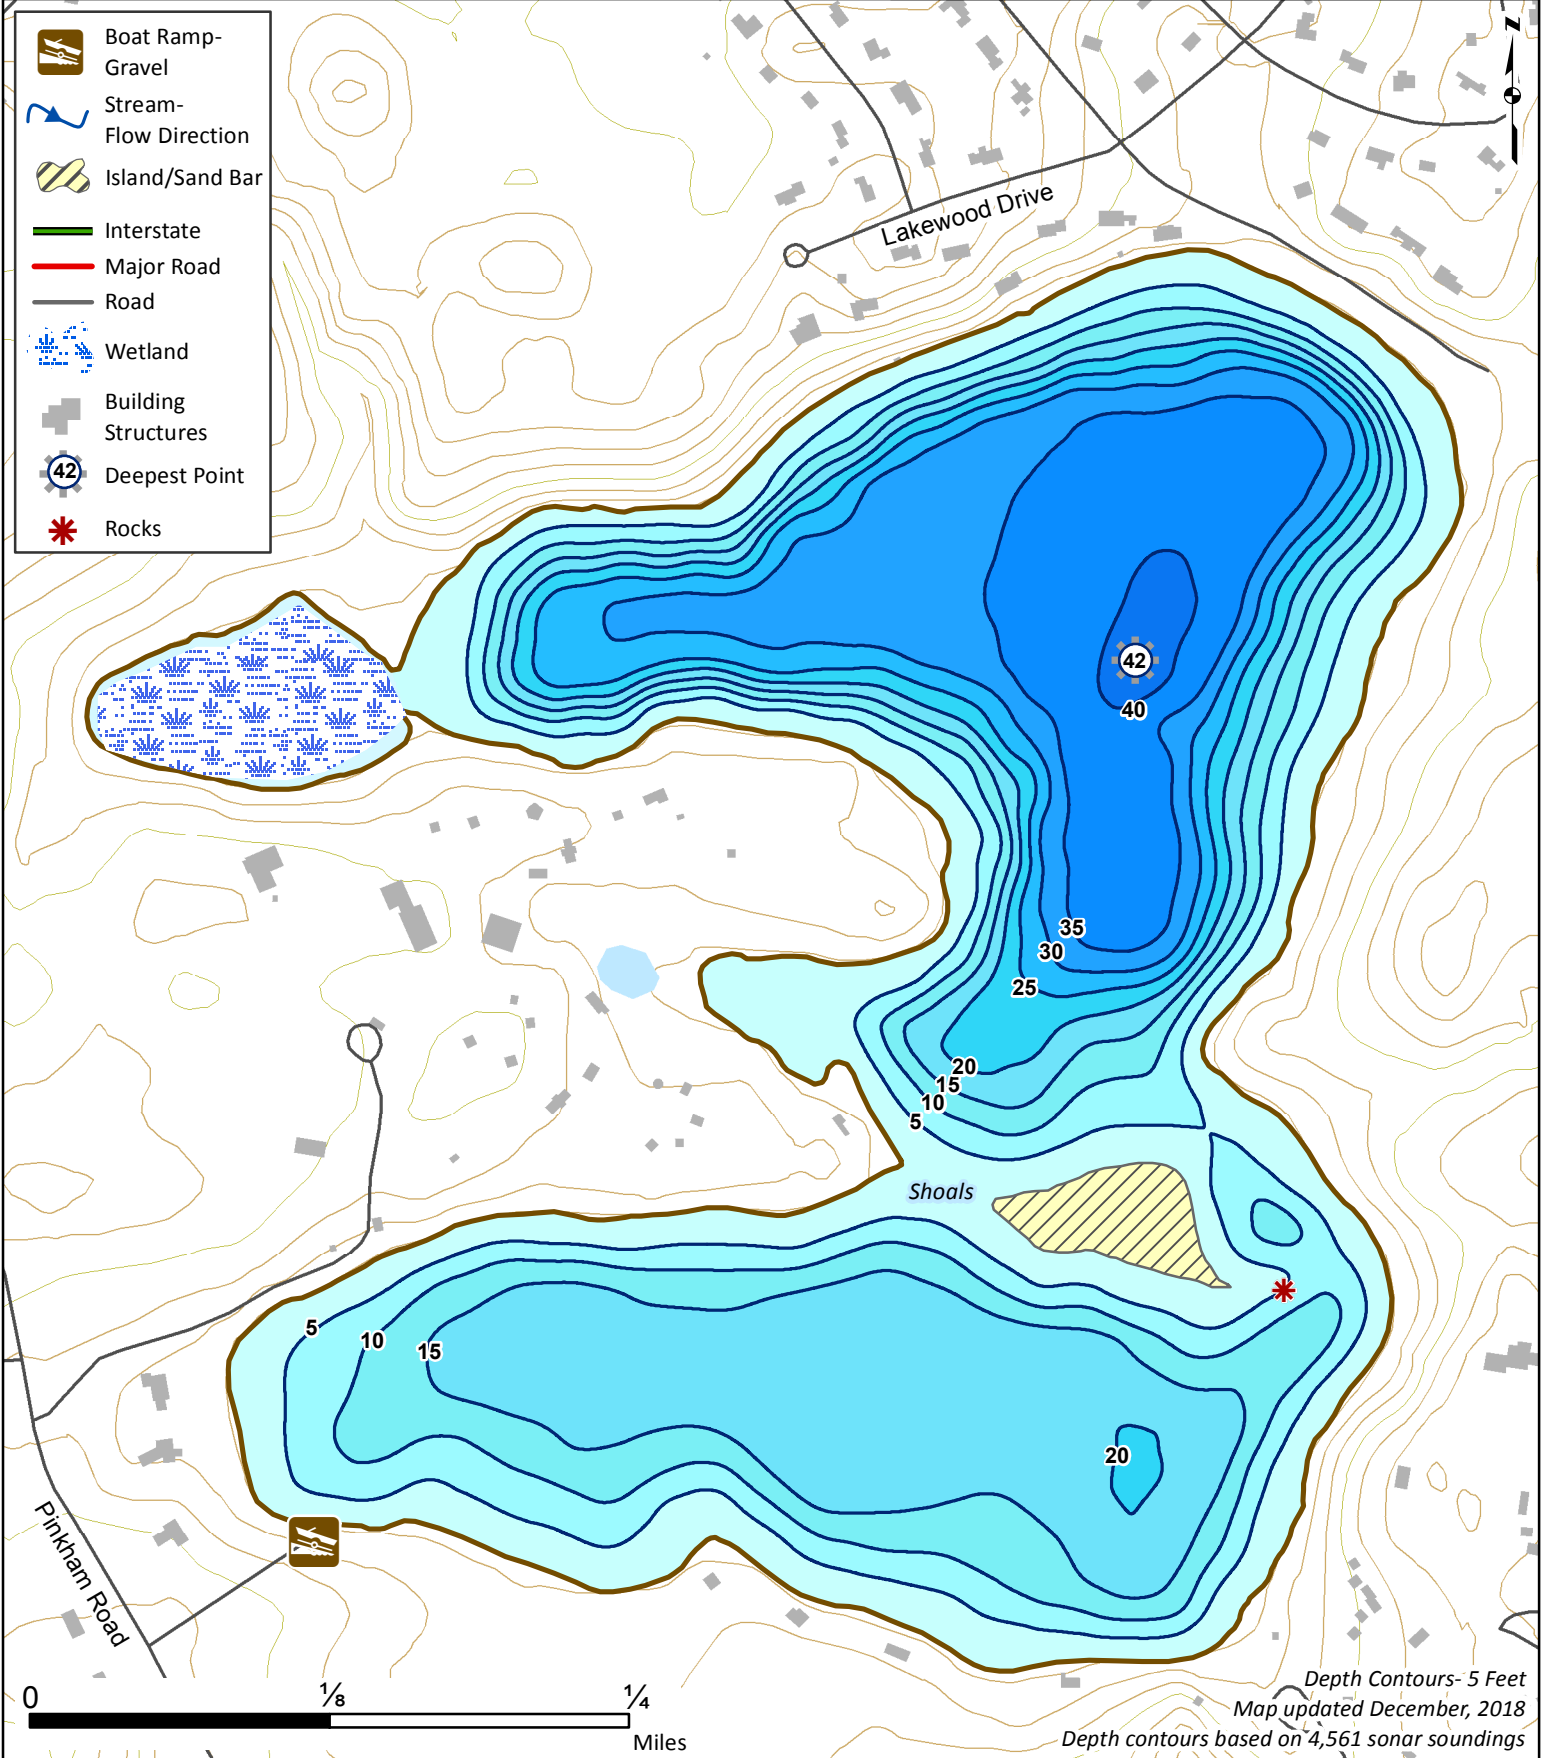 Boat Ramp-
Gravel
Stream-
Flow Direction
Island/Sand Bar
Interstate
Major Road
Road
Wetland
Building
Structures
42
Deepest Point
Rocks
N
Lakewood Drive
42
40
35
30
25
20
15
10
5
Shoals
5
10
15
20
Pinkham Road
0
⅛
¼
Miles
Depth Contours- 5 Feet
Map updated December, 2018
Depth contours based on 4,561 sonar soundings